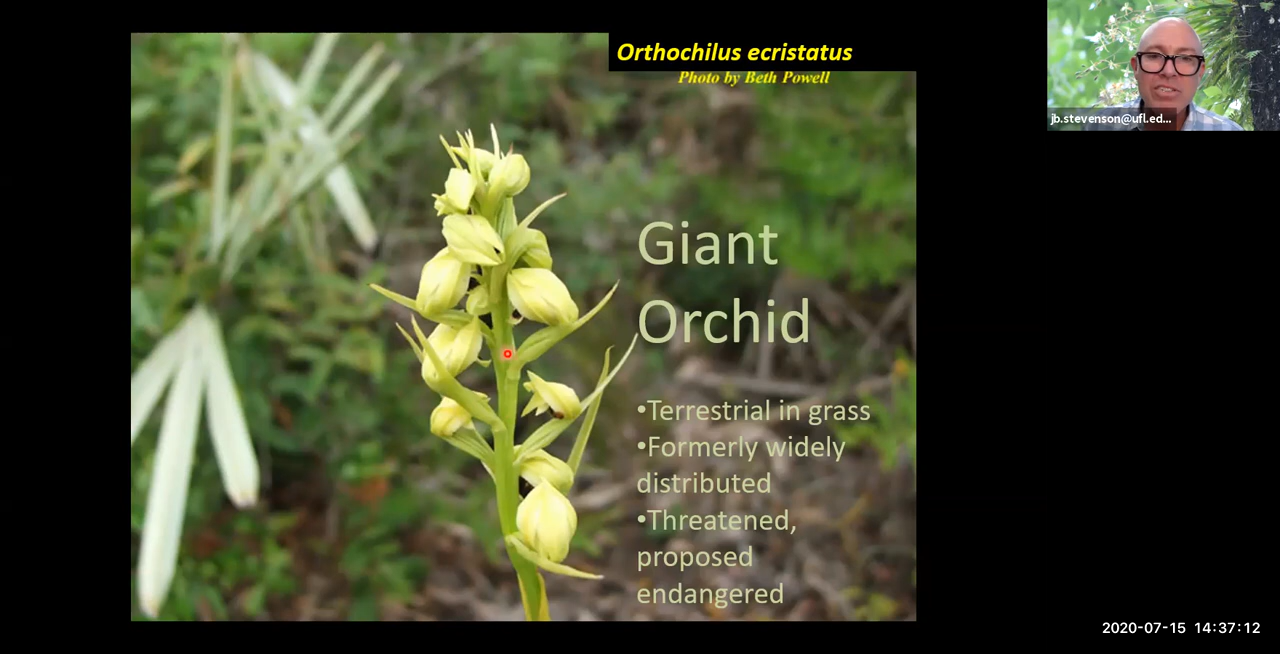 Orthochilus ecristatus
Photo by Beth Powell
jb.stevenson@ufl.ed...
Giant
Orchid
•Terrestrial in grass
•Formerly widely
distributed
•Threatened,
proposed
endangered
2020-07-15 14:37:12